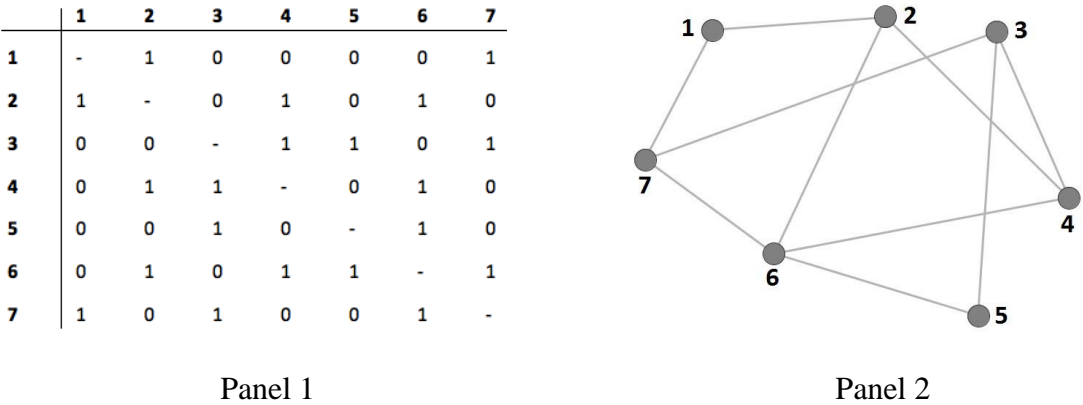 1 2 3 4 5 6 7
1 - 1 0 0 0 0 1
2 1 - 0 1 0 1 0
3 0 0 - 1 1 0 1
4 0 1 1 - 0 1 0
5 0 0 1 0 - 1 0
6 0 1 0 1 1 - 1
7 1 0 1 0 0 1 -
Panel 1
1
2
3
7
4
6
5
Panel 2